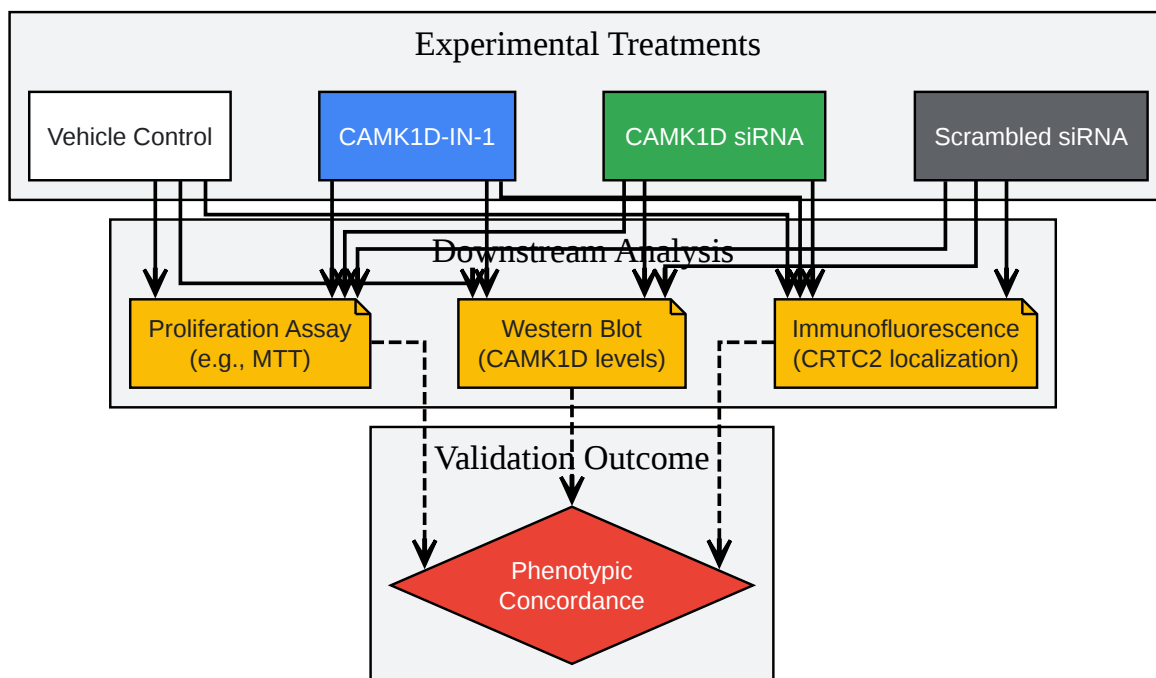 Experimental Treatments
Vehicle Control
CAMK1D-IN-1
CAMK1D siRNA
Scrambled siRNA
Downstream Analysis
Proliferation Assay
(e.g., MTT)
Western Blot
(CAMK1D levels)
Immunofluorescence
(CRTC2 localization)
Validation Outcome
Phenotypic
Concordance